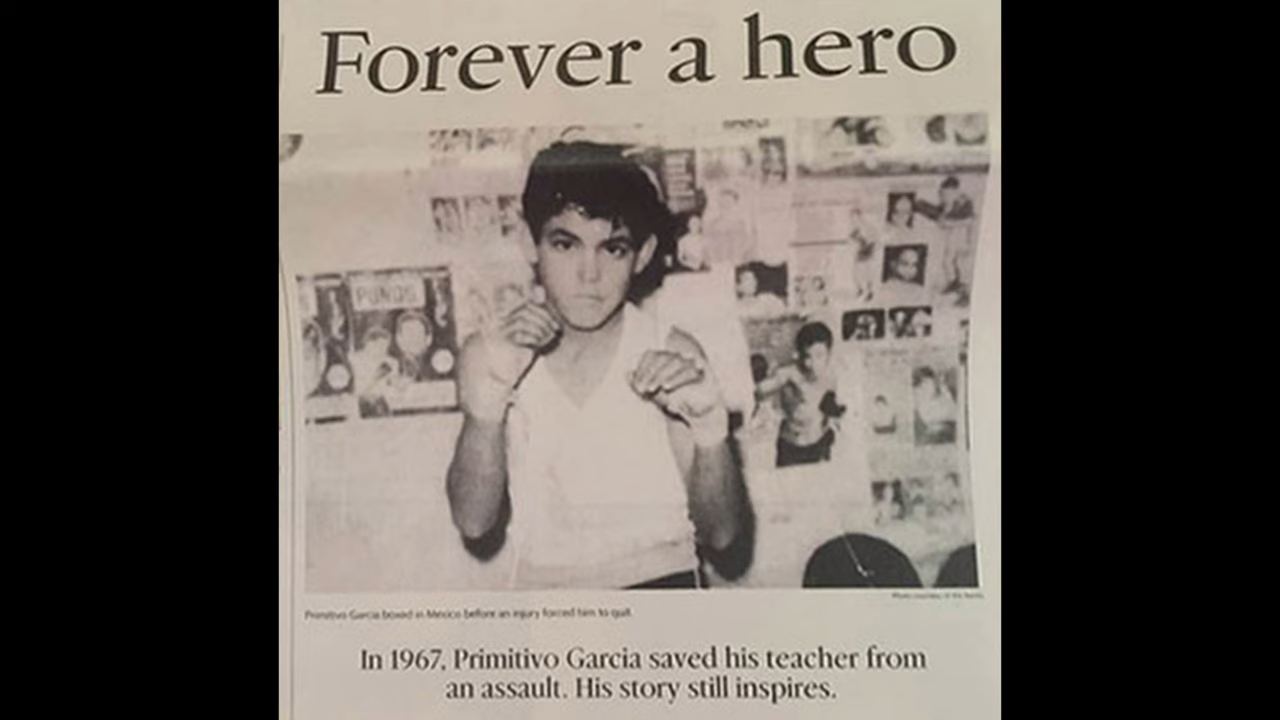 Forever a hero
PUNOS
Primitivo Garcia boxed in Mexico before an injury forced him to quit.
In 1967, Primitivo Garcia saved his teacher from
an assault. His story still inspires.